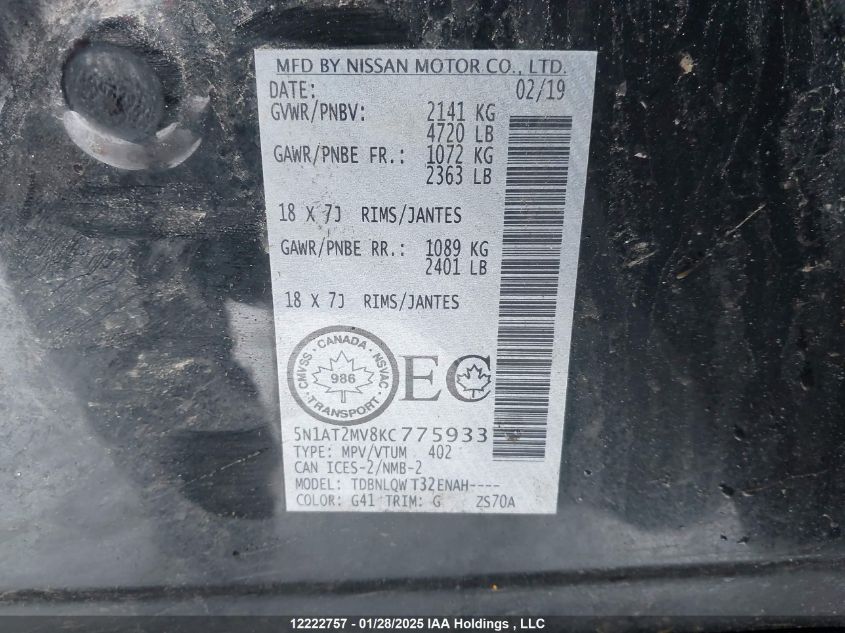 MFD BY NISSAN MOTOR CO., LTD.
DATE: 02/19
GVWR/PNBV: 2141 KG
4720 LB
GAWR/PNBE FR.: 1072 KG
2363 LB
18 X 7J RIMS/JANTES
GAWR/PNBE RR.: 1089 KG
2401 LB
18 X 7J RIMS/JANTES
CMVSS · CANADA · NSVAC
986
TRANSPORT
EC
5N1AT2MV8KC775933
TYPE: MPV/VTUM 402
CAN ICES-2/NMB-2
MODEL: TDBNLQWT32ENAH----
COLOR: G41 TRIM: G ZS70A
12222757 - 01/28/2025 IAA Holdings , LLC